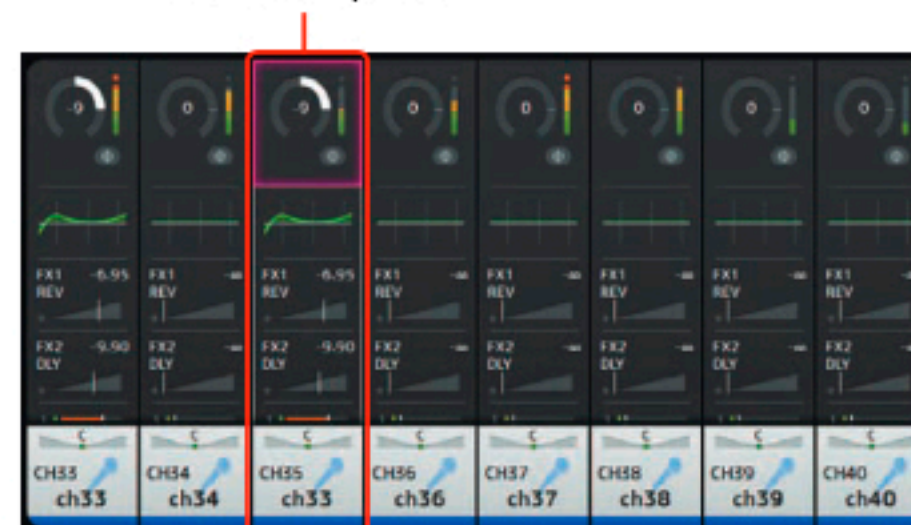 -9 0 -9 0 0 0 0 0
FX1 -6.95 FX1 -∞ FX1 -6.95 FX1 -∞ FX1 -∞ FX1 -∞ FX1 -∞ FX1
REV REV REV REV REV REV REV REV
FX2 -9.90 FX2 -∞ FX2 -9.90 FX2 -∞ FX2 -∞ FX2 -∞ FX2 -∞ FX2
DLY DLY DLY DLY DLY DLY DLY DLY
C C C C C C C C
CH33 CH34 CH35 CH36 CH37 CH38 CH39 CH40
ch33 ch34 ch33 ch36 ch37 ch38 ch39 ch40